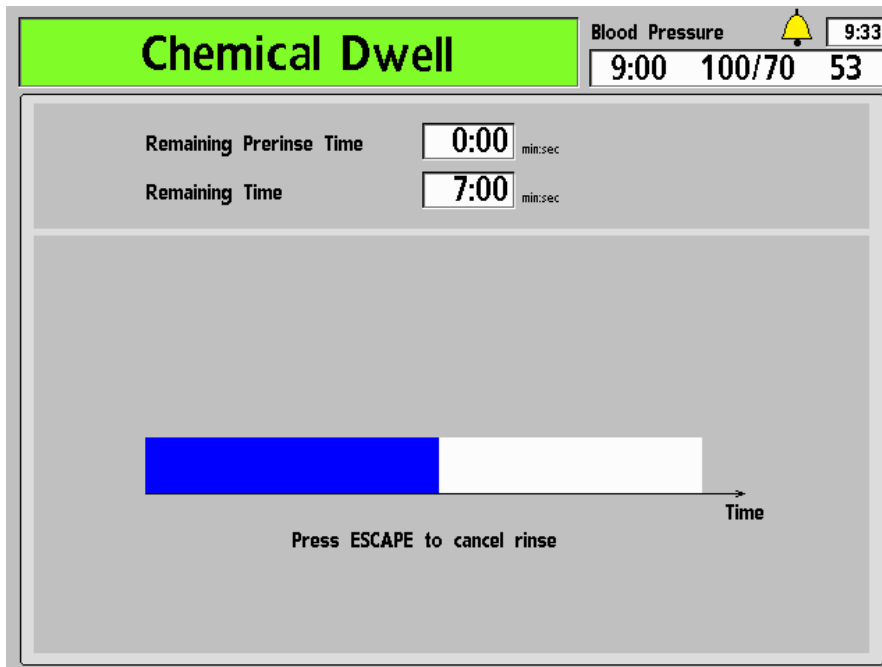 Chemical Dwell
Blood Pressure
9:33
9:00 100/70 53
Remaining Prerinse Time 0:00 min:sec
Remaining Time 7:00 min:sec
Time
Press ESCAPE to cancel rinse